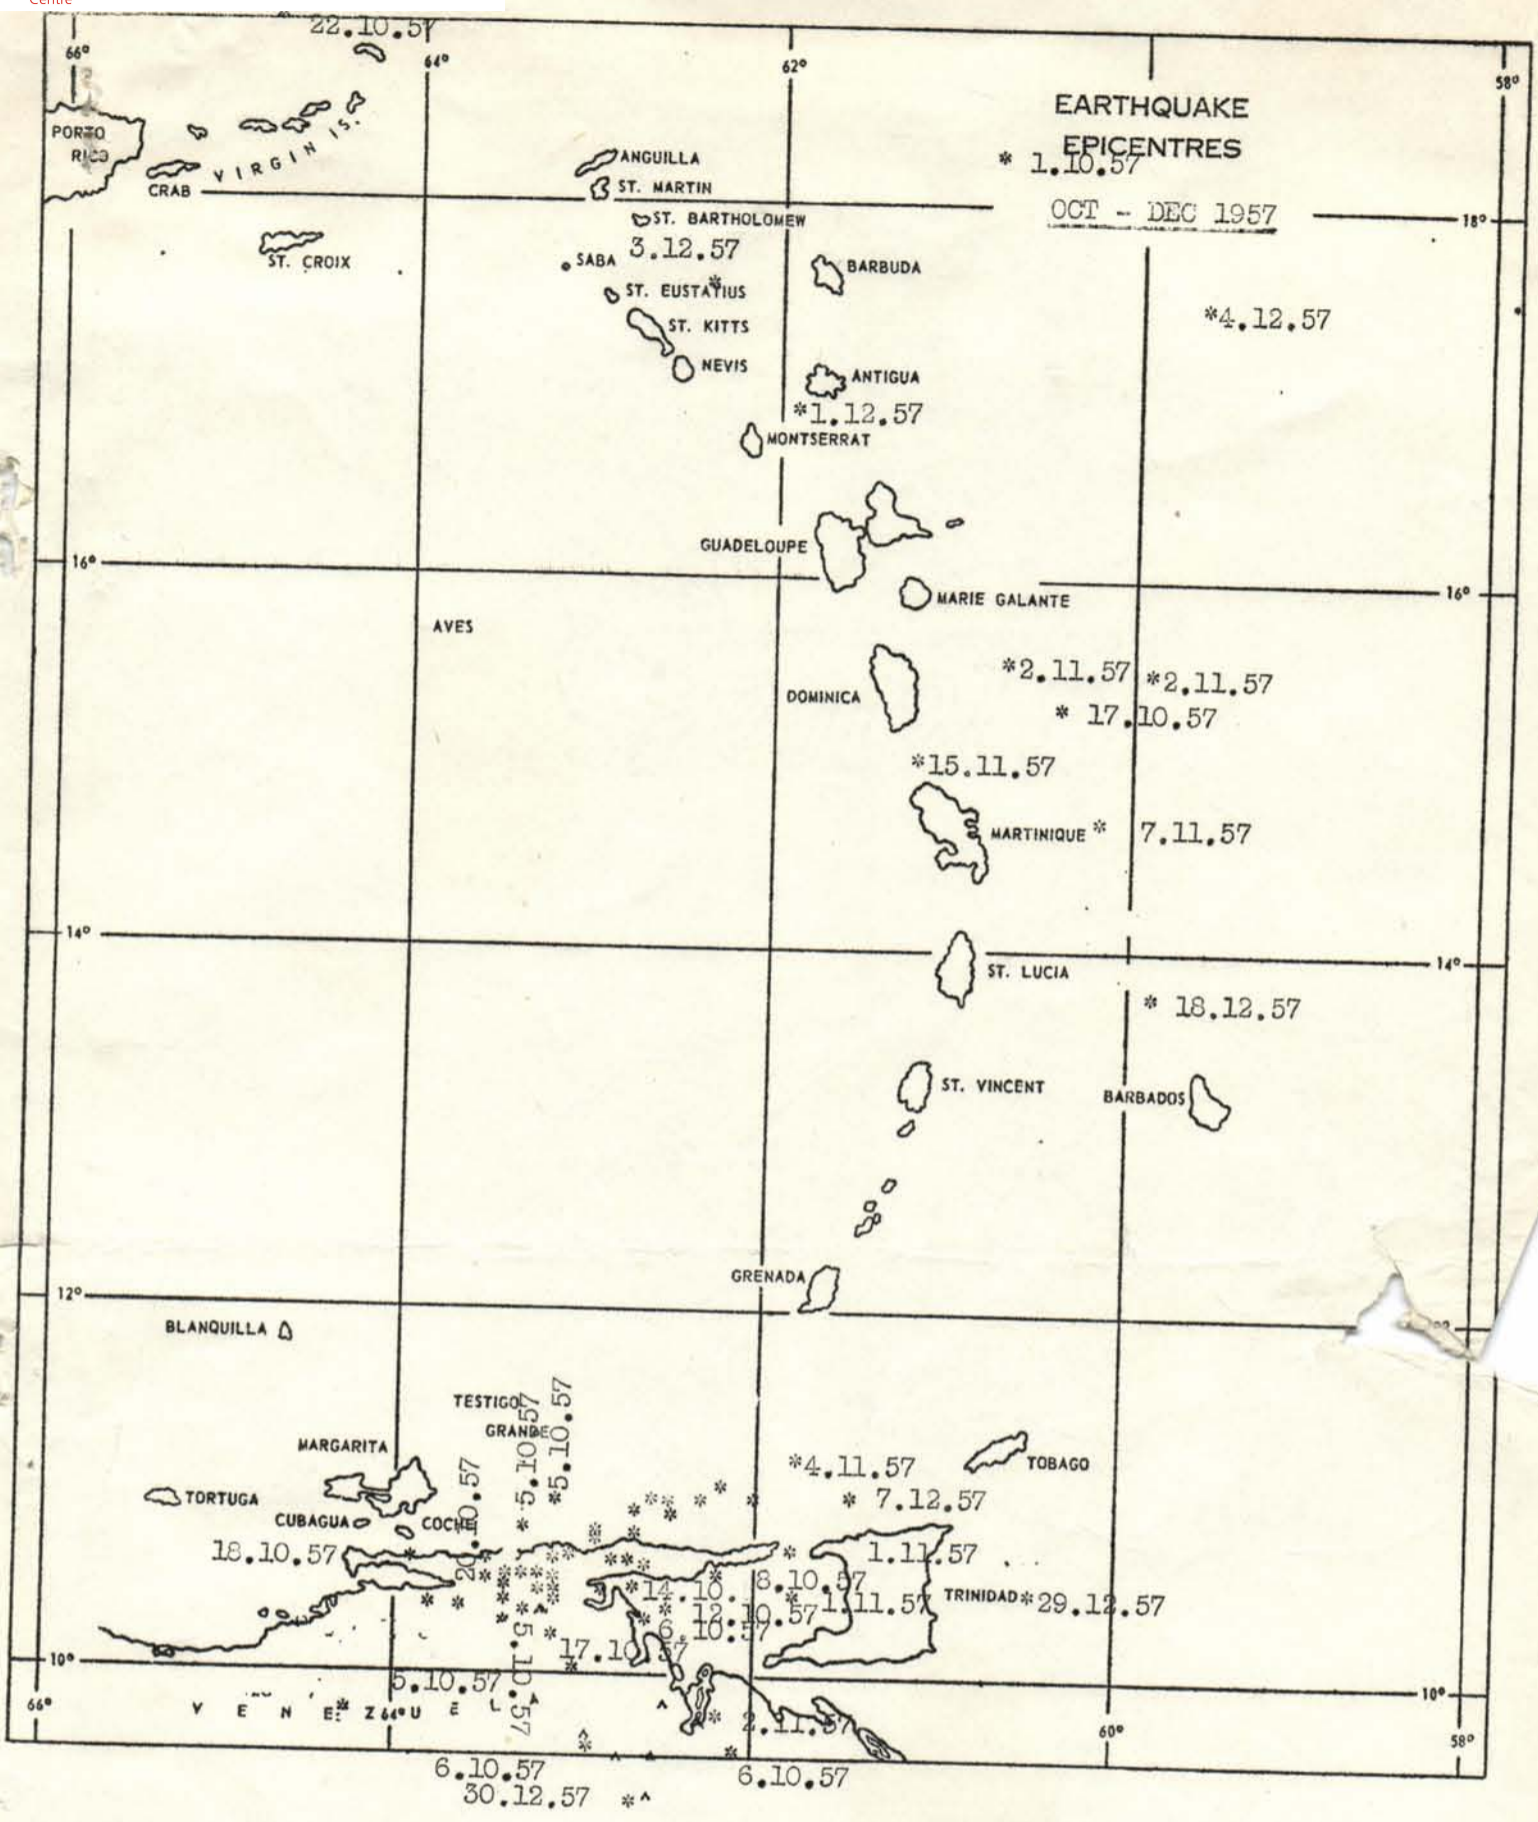 Centre
22.10.57
66°
64°
62°
58°
EARTHQUAKE
EPICENTRES
* 1.10.57
OCT - DEC 1957
PORTO
RICO
VIRGIN IS.
CRAB
ANGUILLA
ST. MARTIN
ST. BARTHOLOMEW
18°
ST. CROIX
SABA
3.12.57
BARBUDA
ST. EUSTATIUS
*4.12.57
ST. KITTS
NEVIS
ANTIGUA
*1.12.57
MONTSERRAT
GUADELOUPE
16°
16°
MARIE GALANTE
AVES
*2.11.57
*2.11.57
DOMINICA
* 17.10.57
*15.11.57
MARTINIQUE * 7.11.57
14°
14°
ST. LUCIA
* 18.12.57
ST. VINCENT
BARBADOS
GRENADA
12°
BLANQUILLA
TESTIGO
GRANDE
*5.10.57
*5.10.57
MARGARITA
*4.11.57
TOBAGO
TORTUGA
* 7.12.57
CUBAGUA
COCHE
20.10.57
18.10.57
1.11.57
14.10.
8.10.57
TRINIDAD
*29.12.57
12.10.57
1.11.57
6.10.57
17.10.57
10°
5.10.57
5.10.57
10°
66°
VENEZUELA
64°
2.11.57
60°
58°
6.10.57
6.10.57
30.12.57 *^